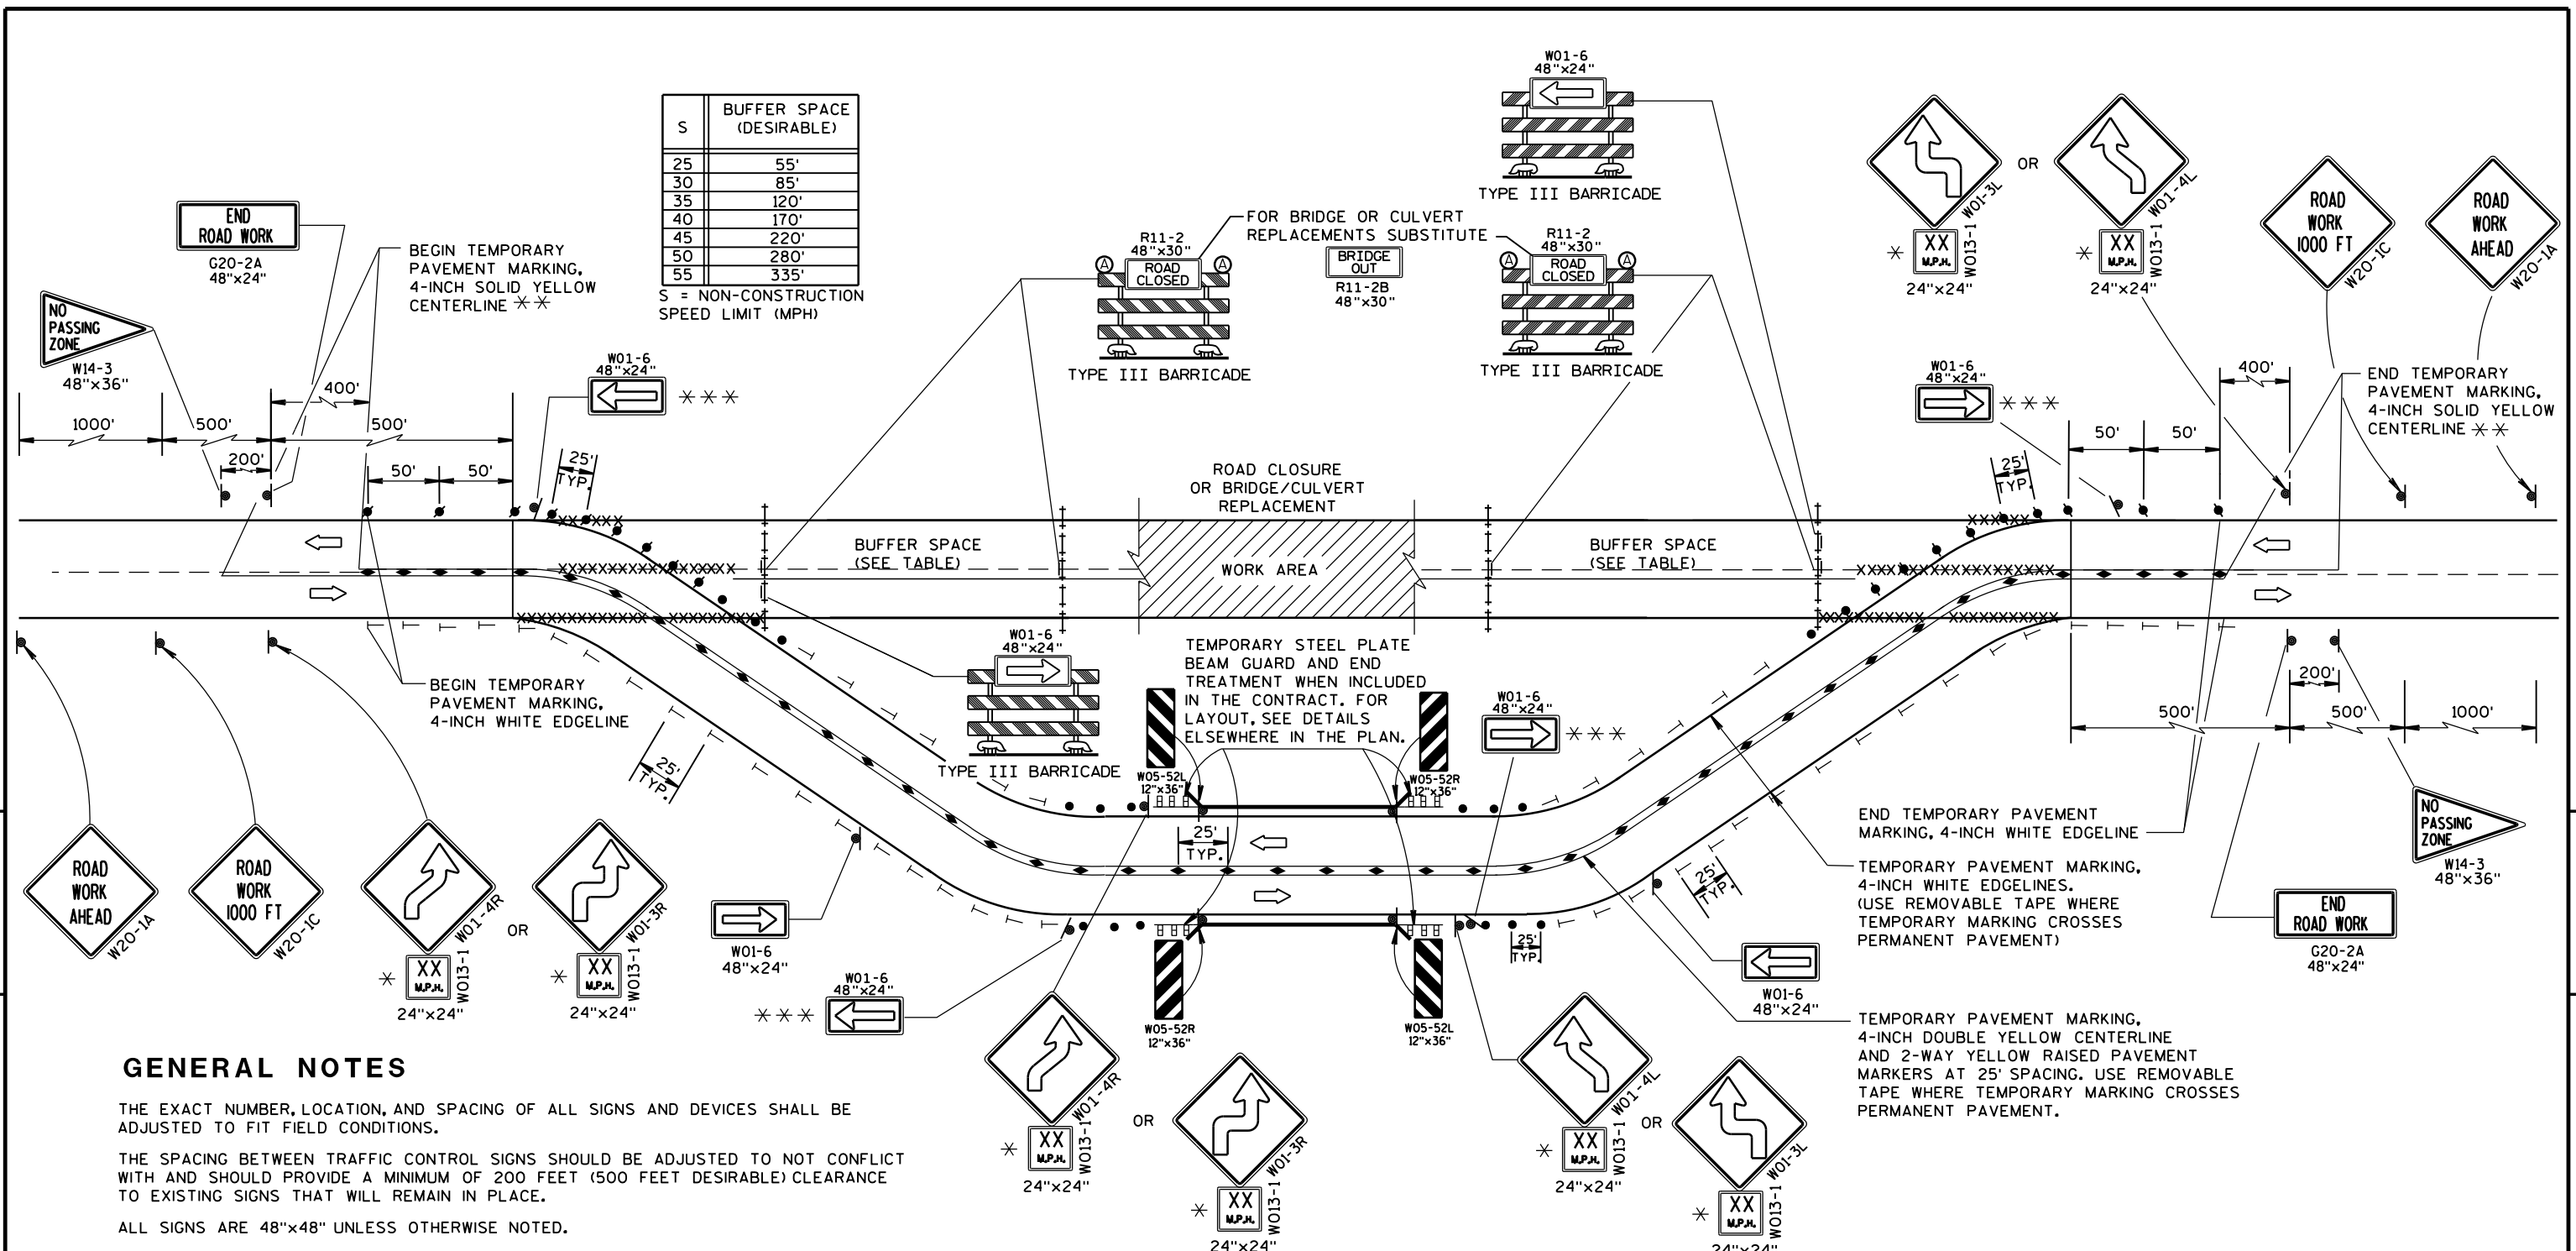 W01-6
48"x24"
TYPE III BARRICADE
S
BUFFER SPACE
(DESIRABLE)
25 55'
30 85'
35 120'
40 170'
45 220'
50 280'
55 335'
S = NON-CONSTRUCTION
SPEED LIMIT (MPH)
END
ROAD WORK
G20-2A
48"x24"
BEGIN TEMPORARY
PAVEMENT MARKING,
4-INCH SOLID YELLOW
CENTERLINE **
NO
PASSING
ZONE
W14-3
48"x36"
1000'
500'
400'
500'
200'
50'
50'
W01-6
48"x24"
***
25'
TYP.
R11-2
48"x30"
A
ROAD
CLOSED
A
TYPE III BARRICADE
FOR BRIDGE OR CULVERT
REPLACEMENTS SUBSTITUTE
BRIDGE
OUT
R11-2B
48"x30"
R11-2
48"x30"
A
ROAD
CLOSED
A
TYPE III BARRICADE
W01-3L
OR
W01-4L
*
XX
M.P.H.
W013-1
24"x24"
*
XX
M.P.H.
W013-1
24"x24"
ROAD
WORK
1000 FT
W20-1C
ROAD
WORK
AHEAD
W20-1A
W01-6
48"x24"
***
400'
50'
50'
25'
TYP.
END TEMPORARY
PAVEMENT MARKING,
4-INCH SOLID YELLOW
CENTERLINE **
ROAD CLOSURE
OR BRIDGE/CULVERT
REPLACEMENT
BUFFER SPACE
(SEE TABLE)
WORK AREA
BUFFER SPACE
(SEE TABLE)
BEGIN TEMPORARY
PAVEMENT MARKING,
4-INCH WHITE EDGELINE
25'
TYP.
W01-6
48"x24"
TYPE III BARRICADE
TEMPORARY STEEL PLATE
BEAM GUARD AND END
TREATMENT WHEN INCLUDED
IN THE CONTRACT. FOR
LAYOUT, SEE DETAILS
ELSEWHERE IN THE PLAN.
W05-52L
12"x36"
W05-52R
12"x36"
W01-6
48"x24"
***
200'
500'
500'
1000'
25'
TYP.
END TEMPORARY PAVEMENT
MARKING, 4-INCH WHITE EDGELINE
TEMPORARY PAVEMENT MARKING,
4-INCH WHITE EDGELINES.
(USE REMOVABLE TAPE WHERE
TEMPORARY MARKING CROSSES
PERMANENT PAVEMENT)
NO
PASSING
ZONE
W14-3
48"x36"
END
ROAD WORK
G20-2A
48"x24"
ROAD
WORK
AHEAD
W20-1A
ROAD
WORK
1000 FT
W20-1C
W01-4R
OR
W01-3R
*
XX
M.P.H.
W013-1
24"x24"
*
XX
M.P.H.
W013-1
24"x24"
W01-6
48"x24"
W01-6
48"x24"
***
W05-52R
12"x36"
W05-52L
12"x36"
25'
TYP.
25'
TYP.
W01-6
48"x24"
TEMPORARY PAVEMENT MARKING,
4-INCH DOUBLE YELLOW CENTERLINE
AND 2-WAY YELLOW RAISED PAVEMENT
MARKERS AT 25' SPACING. USE REMOVABLE
TAPE WHERE TEMPORARY MARKING CROSSES
PERMANENT PAVEMENT.
W01-4R
OR
W01-3R
*
XX
M.P.H.
W013-1
24"x24"
*
XX
M.P.H.
W013-1
24"x24"
W01-4L
OR
W01-3L
*
XX
M.P.H.
W013-1
24"x24"
*
XX
M.P.H.
W013-1
24"x24"
GENERAL NOTES
THE EXACT NUMBER, LOCATION, AND SPACING OF ALL SIGNS AND DEVICES SHALL BE
ADJUSTED TO FIT FIELD CONDITIONS.
THE SPACING BETWEEN TRAFFIC CONTROL SIGNS SHOULD BE ADJUSTED TO NOT CONFLICT
WITH AND SHOULD PROVIDE A MINIMUM OF 200 FEET (500 FEET DESIRABLE) CLEARANCE
TO EXISTING SIGNS THAT WILL REMAIN IN PLACE.
ALL SIGNS ARE 48"x48" UNLESS OTHERWISE NOTED.